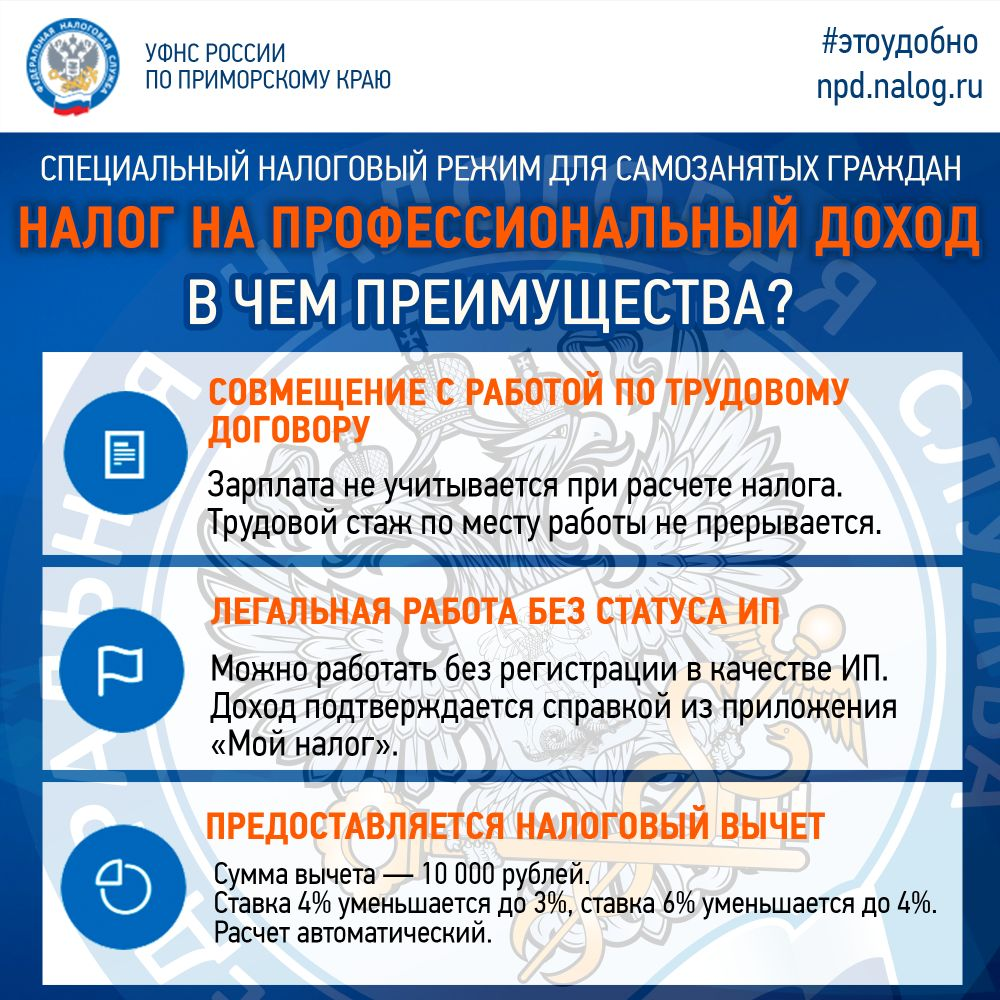 ФЕДЕРАЛЬНАЯ НАЛОГОВАЯ СЛУЖБА
УФНС РОССИИ
ПО ПРИМОРСКОМУ КРАЮ
#этоудобно
npd.nalog.ru
СПЕЦИАЛЬНЫЙ НАЛОГОВЫЙ РЕЖИМ ДЛЯ САМОЗАНЯТЫХ ГРАЖДАН
НАЛОГ НА ПРОФЕССИОНАЛЬНЫЙ ДОХОД
В ЧЕМ ПРЕИМУЩЕСТВА?
СОВМЕЩЕНИЕ С РАБОТОЙ ПО ТРУДОВОМУ
ДОГОВОРУ
Зарплата не учитывается при расчете налога.
Трудовой стаж по месту работы не прерывается.
ЛЕГАЛЬНАЯ РАБОТА БЕЗ СТАТУСА ИП
Можно работать без регистрации в качестве ИП.
Доход подтверждается справкой из приложения
«Мой налог».
ПРЕДОСТАВЛЯЕТСЯ НАЛОГОВЫЙ ВЫЧЕТ
Сумма вычета — 10 000 рублей.
Ставка 4% уменьшается до 3%, ставка 6% уменьшается до 4%.
Расчет автоматический.